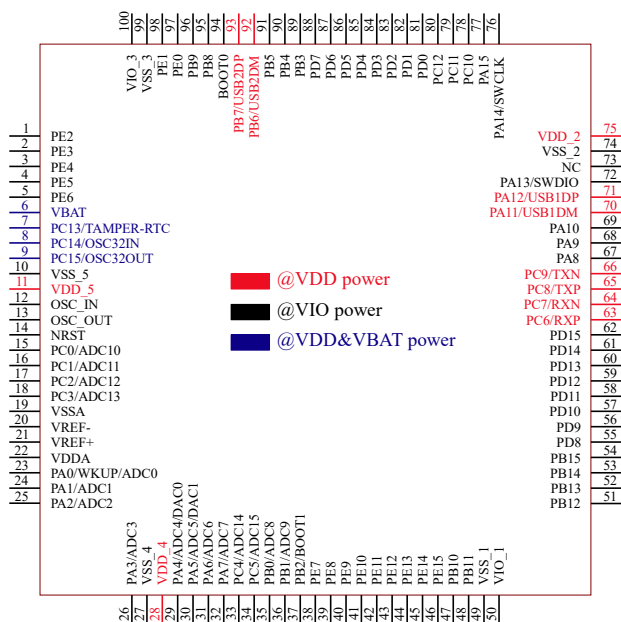 100
99
98
97
96
95
94
93
92
91
90
89
88
87
86
85
84
83
82
81
80
79
78
77
76
VIO_3
VSS_3
PE1
PE0
PB9
PB8
BOOT0
PB7/USB2DP
PB6/USB2DM
PB5
PB4
PB3
PD7
PD6
PD5
PD4
PD3
PD2
PD1
PD0
PC12
PC11
PC10
PA15
PA14/SWCLK
1 PE2
2 PE3
3 PE4
4 PE5
5 PE6
6 VBAT
7 PC13/TAMPER-RTC
8 PC14/OSC32IN
9 PC15/OSC32OUT
10 VSS_5
11 VDD_5
12 OSC_IN
13 OSC_OUT
14 NRST
15 PC0/ADC10
16 PC1/ADC11
17 PC2/ADC12
18 PC3/ADC13
19 VSSA
20 VREF-
21 VREF+
22 VDDA
23 PA0/WKUP/ADC0
24 PA1/ADC1
25 PA2/ADC2
@VDD power
@VIO power
@VDD&VBAT power
VDD_2 75
VSS_2 74
NC 73
PA13/SWDIO 72
PA12/USB1DP 71
PA11/USB1DM 70
PA10 69
PA9 68
PA8 67
PC9/TXN 66
PC8/TXP 65
PC7/RXN 64
PC6/RXP 63
PD15 62
PD14 61
PD13 60
PD12 59
PD11 58
PD10 57
PD9 56
PD8 55
PB15 54
PB14 53
PB13 52
PB12 51
PA3/ADC3
VSS_4
VDD_4
PA4/ADC4/DAC0
PA5/ADC5/DAC1
PA6/ADC6
PA7/ADC7
PC4/ADC14
PC5/ADC15
PB0/ADC8
PB1/ADC9
PB2/BOOT1
PE7
PE8
PE9
PE10
PE11
PE12
PE13
PE14
PE15
PB10
PB11
VSS_1
VIO_1
26
27
28
29
30
31
32
33
34
35
36
37
38
39
40
41
42
43
44
45
46
47
48
49
50